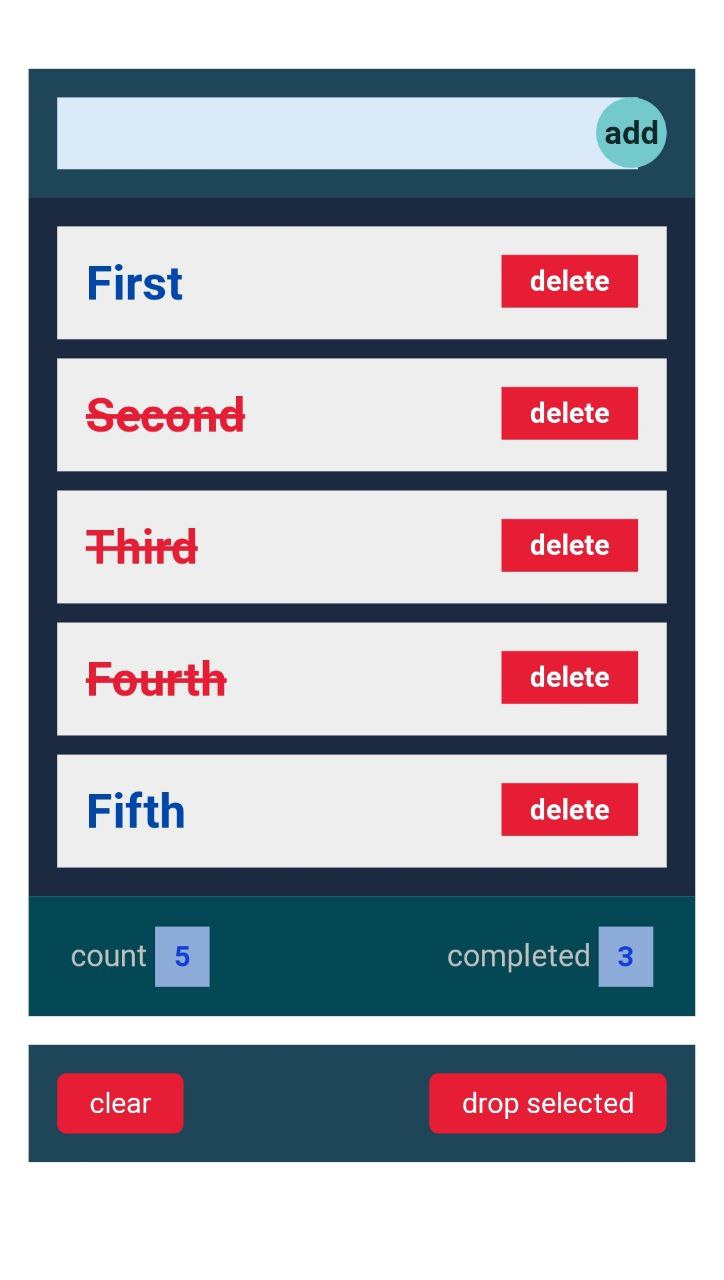 add
First delete
Second delete
Third delete
Fourth delete
Fifth delete
count 5 completed 3
clear drop selected